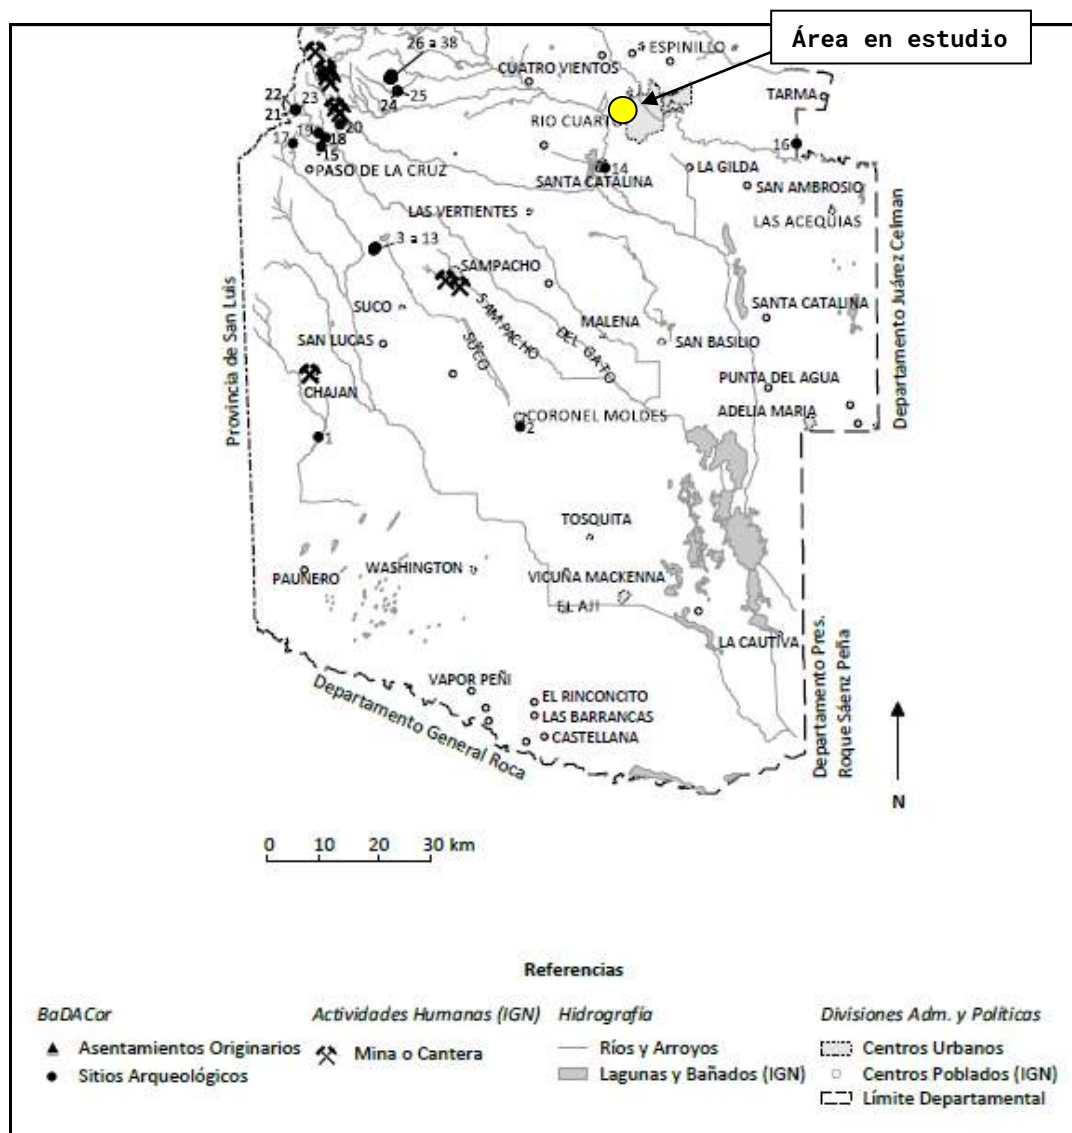 Área en estudio
26 a 38
ESPINILLO
CUATRO VIENTOS
TARMA
22
23
24
25
21
RIO CUARTO
19
20
17
18
16
15
14
PASO DE LA CRUZ
SANTA CATALINA
LA GILDA
SAN AMBROSIO
LAS VERTIENTES
LAS ACEQUIAS
3 a 13
SAMPACHO
SUCO
SANTA CATALINA
MALENA
SAN LUCAS
SAN BASILIO
SUCO
SAMPACHO
DEL GATO
PUNTA DEL AGUA
CHAJAN
ADELIA MARIA
CORONEL MOLDES
1
2
Provincia de San Luis
Departamento Juárez Celman
TOSQUITA
PAUNERO
WASHINGTON
VICUÑA MACKENNA
EL AJI
LA CAUTIVA
VAPOR PEÑI
EL RINCONCITO
LAS BARRANCAS
CASTELLANA
Departamento General Roca
Departamento Pres.
Roque Sáenz Peña
N
0 10 20 30 km
Referencias
BaDACor
Asentamientos Originarios
Sitios Arqueológicos
Actividades Humanas (IGN)
Mina o Cantera
Hidrografía
Ríos y Arroyos
Lagunas y Bañados (IGN)
Divisiones Adm. y Políticas
Centros Urbanos
Centros Poblados (IGN)
Límite Departamental